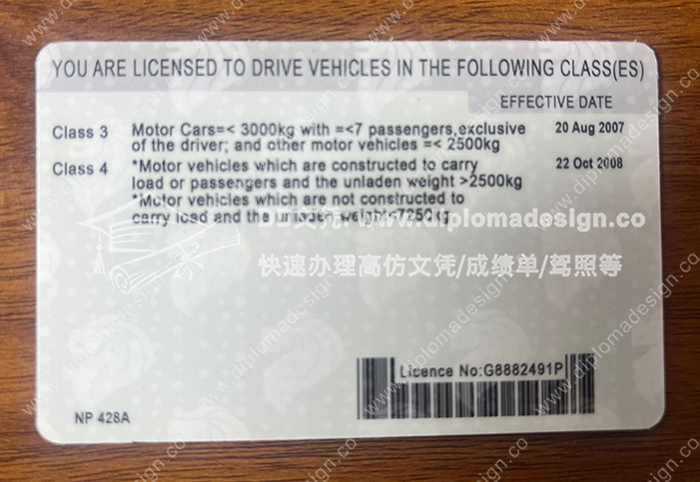 YOU ARE LICENSED TO DRIVE VEHICLES IN THE FOLLOWING CLASS(ES)
EFFECTIVE DATE
Class 3 Motor Cars=< 3000kg with =<7 passengers,exclusive 20 Aug 2007
of the driver; and other motor vehicles =< 2500kg
Class 4 *Motor vehicles which are constructed to carry 22 Oct 2008
load or passengers and the unladen weight >2500kg
*Motor vehicles which are not constructed to
carry load and the unladen weight<7250kg
www.diplomadesign.co
快速办理高仿文凭/成绩单/驾照等
Licence No:G8882491P
NP 428A